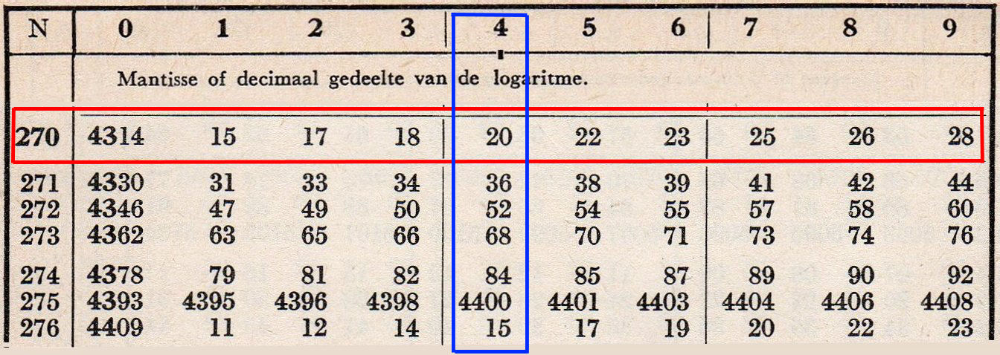 N 0 1 2 3 4 5 6 7 8 9
Mantisse of decimaal gedeelte van de logaritme.
270 4314 15 17 18 20 22 23 25 26 28
271 4330 31 33 34 36 38 39 41 42 44
272 4346 47 49 50 52 54 55 57 58 60
273 4362 63 65 66 68 70 71 73 74 76
274 4378 79 81 82 84 85 87 89 90 92
275 4393 4395 4396 4398 4400 4401 4403 4404 4406 4408
276 4409 11 12 14 15 17 19 20 22 23